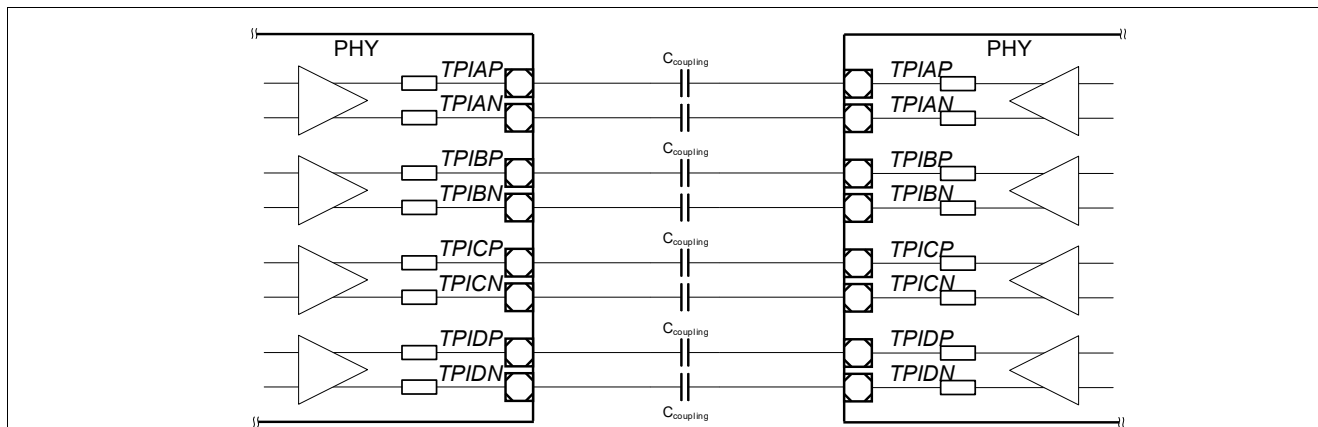 PHY PHY
C_coupling
TPIAP TPIAP
TPIAN TPIAN
C_coupling
TPIBP TPIBP
TPIBN TPIBN
C_coupling
TPICP TPICP
TPICN TPICN
C_coupling
TPIDP TPIDP
TPIDN TPIDN
C_coupling